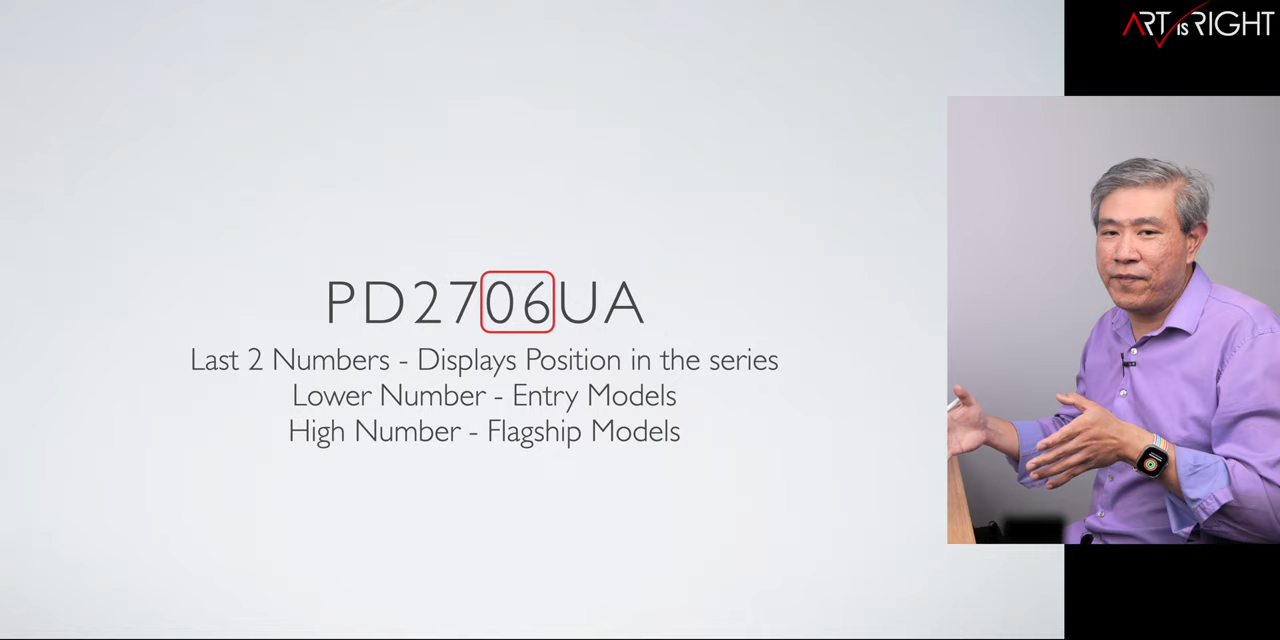 ART is RIGHT
PD2706UA
Last 2 Numbers - Displays Position in the series
Lower Number - Entry Models
High Number - Flagship Models